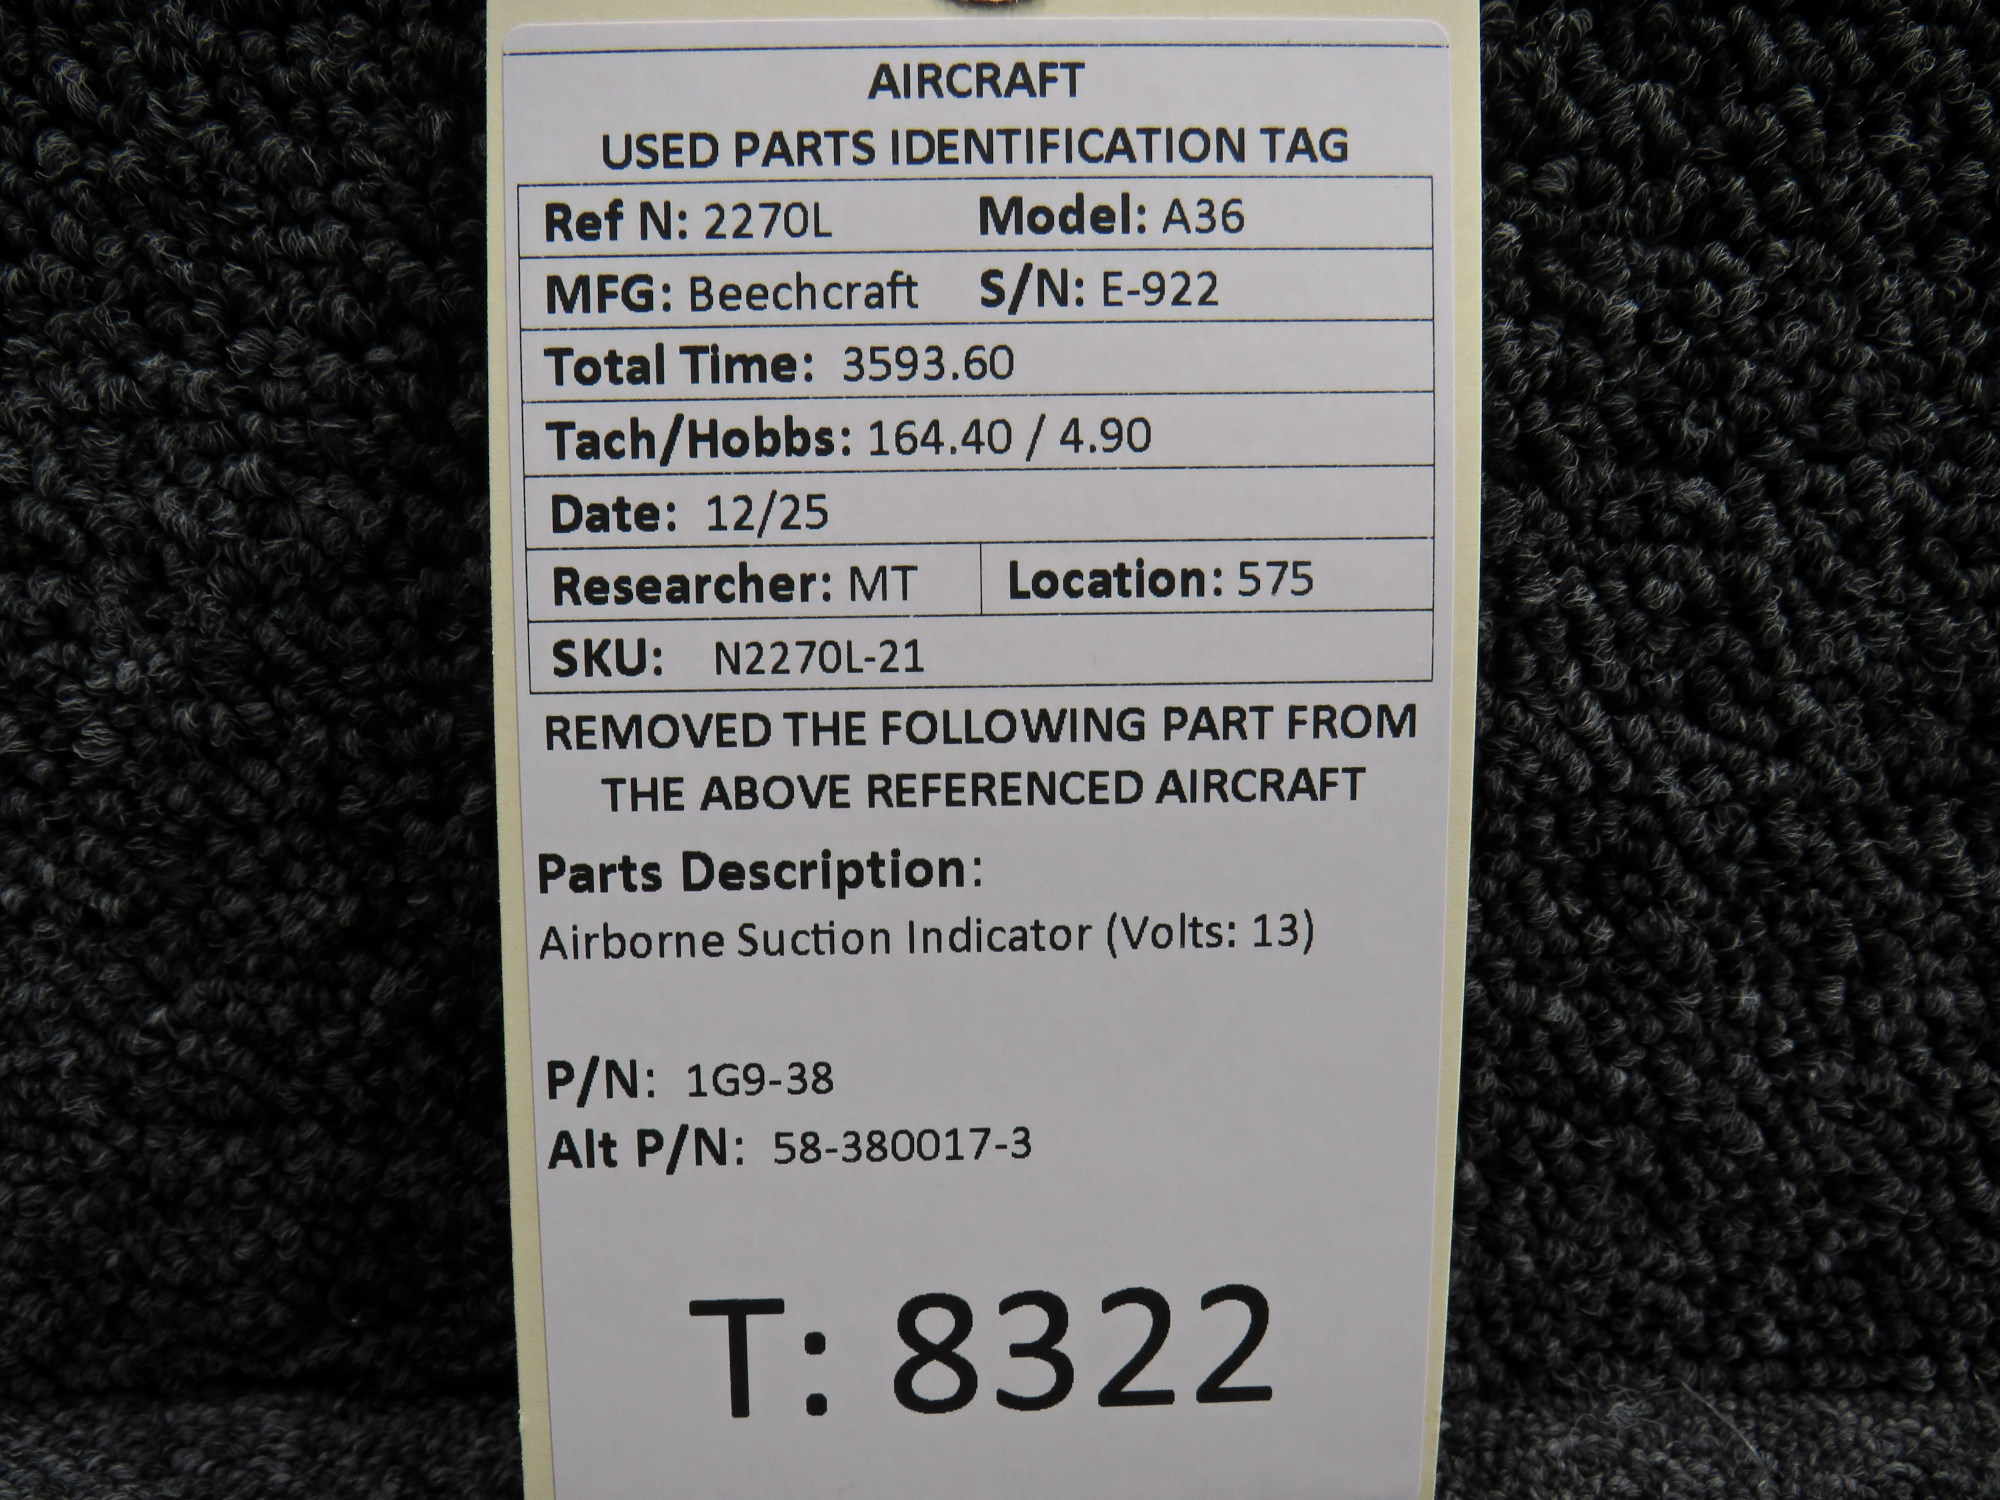 AIRCRAFT
USED PARTS IDENTIFICATION TAG
Ref N: 2270L Model: A36
MFG: Beechcraft S/N: E-922
Total Time: 3593.60
Tach/Hobbs: 164.40 / 4.90
Date: 12/25
Researcher: MT Location: 575
SKU: N2270L-21
REMOVED THE FOLLOWING PART FROM
THE ABOVE REFERENCED AIRCRAFT
Parts Description:
Airborne Suction Indicator (Volts: 13)
P/N: 1G9-38
Alt P/N: 58-380017-3
T: 8322